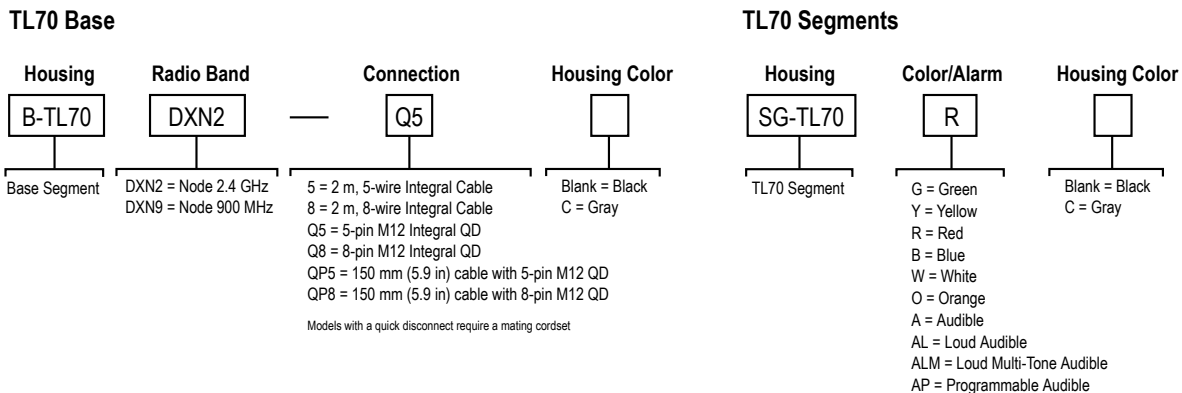 TL70 Base
Housing Radio Band Connection Housing Color
B-TL70 DXN2 — Q5
Base Segment
DXN2 = Node 2.4 GHz
DXN9 = Node 900 MHz
5 = 2 m, 5-wire Integral Cable
8 = 2 m, 8-wire Integral Cable
Q5 = 5-pin M12 Integral QD
Q8 = 8-pin M12 Integral QD
QP5 = 150 mm (5.9 in) cable with 5-pin M12 QD
QP8 = 150 mm (5.9 in) cable with 8-pin M12 QD
Models with a quick disconnect require a mating cordset
Blank = Black
C = Gray
TL70 Segments
Housing Color/Alarm Housing Color
SG-TL70 R
TL70 Segment
G = Green
Y = Yellow
R = Red
B = Blue
W = White
O = Orange
A = Audible
AL = Loud Audible
ALM = Loud Multi-Tone Audible
AP = Programmable Audible
Blank = Black
C = Gray